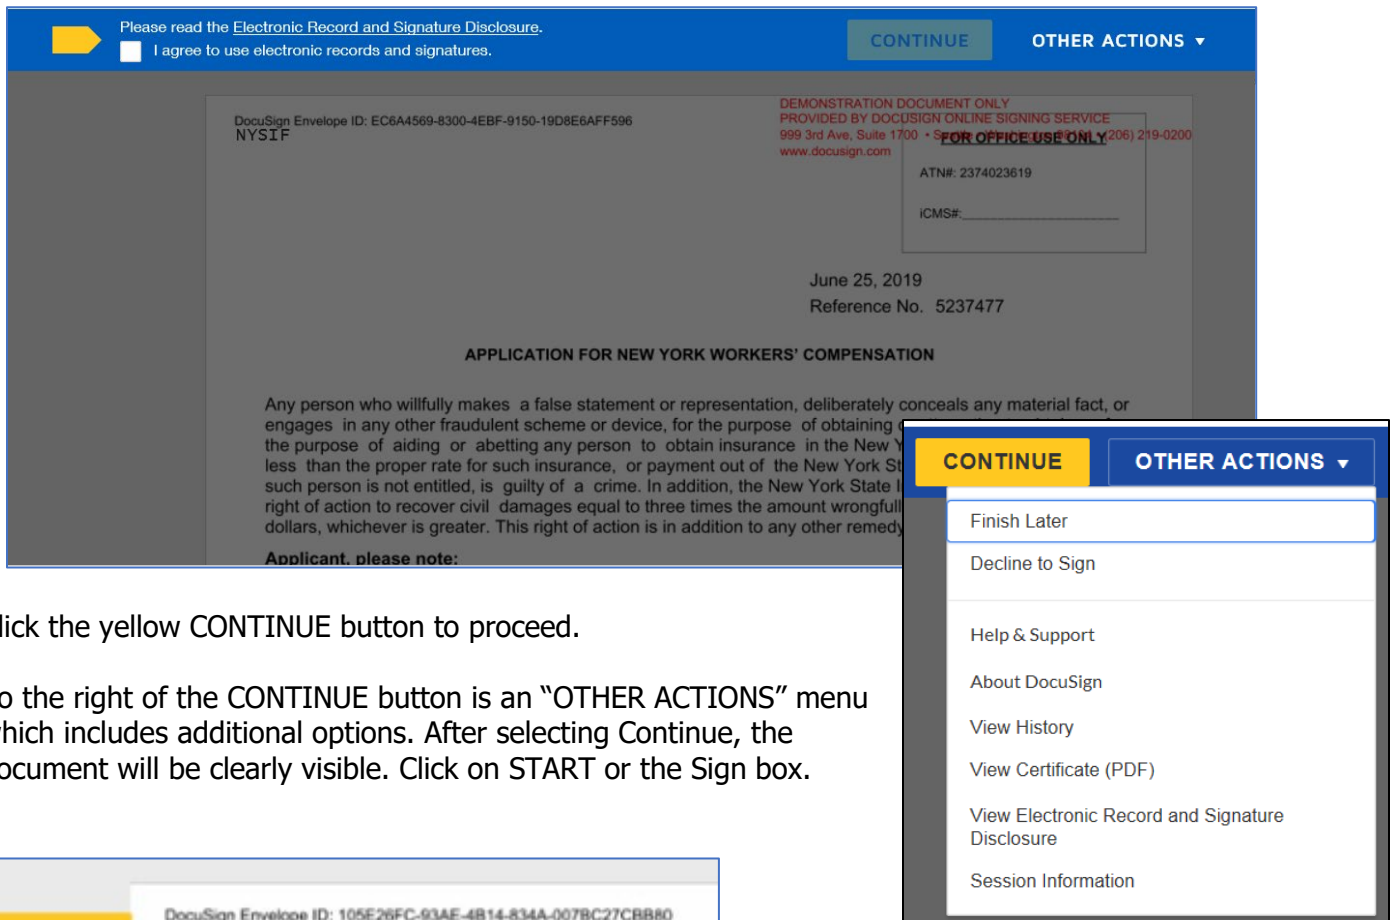 Please read the Electronic Record and Signature Disclosure.
I agree to use electronic records and signatures.
CONTINUE
OTHER ACTIONS ▼
DocuSign Envelope ID: EC6A4569-8300-4EBF-9150-19D8E6AFF596
NYSIF
DEMONSTRATION DOCUMENT ONLY
PROVIDED BY DOCUSIGN ONLINE SIGNING SERVICE
999 3rd Ave, Suite 1700 • (206) 219-0200
www.docusign.com
FOR OFFICE USE ONLY
ATN#: 2374023619
iCMS#:
June 25, 2019
Reference No. 5237477
APPLICATION FOR NEW YORK WORKERS' COMPENSATION
Any person who willfully makes a false statement or representation, deliberately conceals any material fact, or
engages in any other fraudulent scheme or device, for the purpose of obtaining
the purpose of aiding or abetting any person to obtain insurance in the New Y
less than the proper rate for such insurance, or payment out of the New York St
such person is not entitled, is guilty of a crime. In addition, the New York State I
right of action to recover civil damages equal to three times the amount wrongfull
dollars, whichever is greater. This right of action is in addition to any other remedy
Applicant, please note:
CONTINUE
OTHER ACTIONS ▼
Finish Later
Decline to Sign
Help & Support
About DocuSign
View History
View Certificate (PDF)
View Electronic Record and Signature
Disclosure
Session Information
lick the yellow CONTINUE button to proceed.
o the right of the CONTINUE button is an “OTHER ACTIONS” menu
which includes additional options. After selecting Continue, the
ocument will be clearly visible. Click on START or the Sign box.
DocuSign Envelope ID: 105E26FC-93AE-4B14-834A-007BC27CBB80